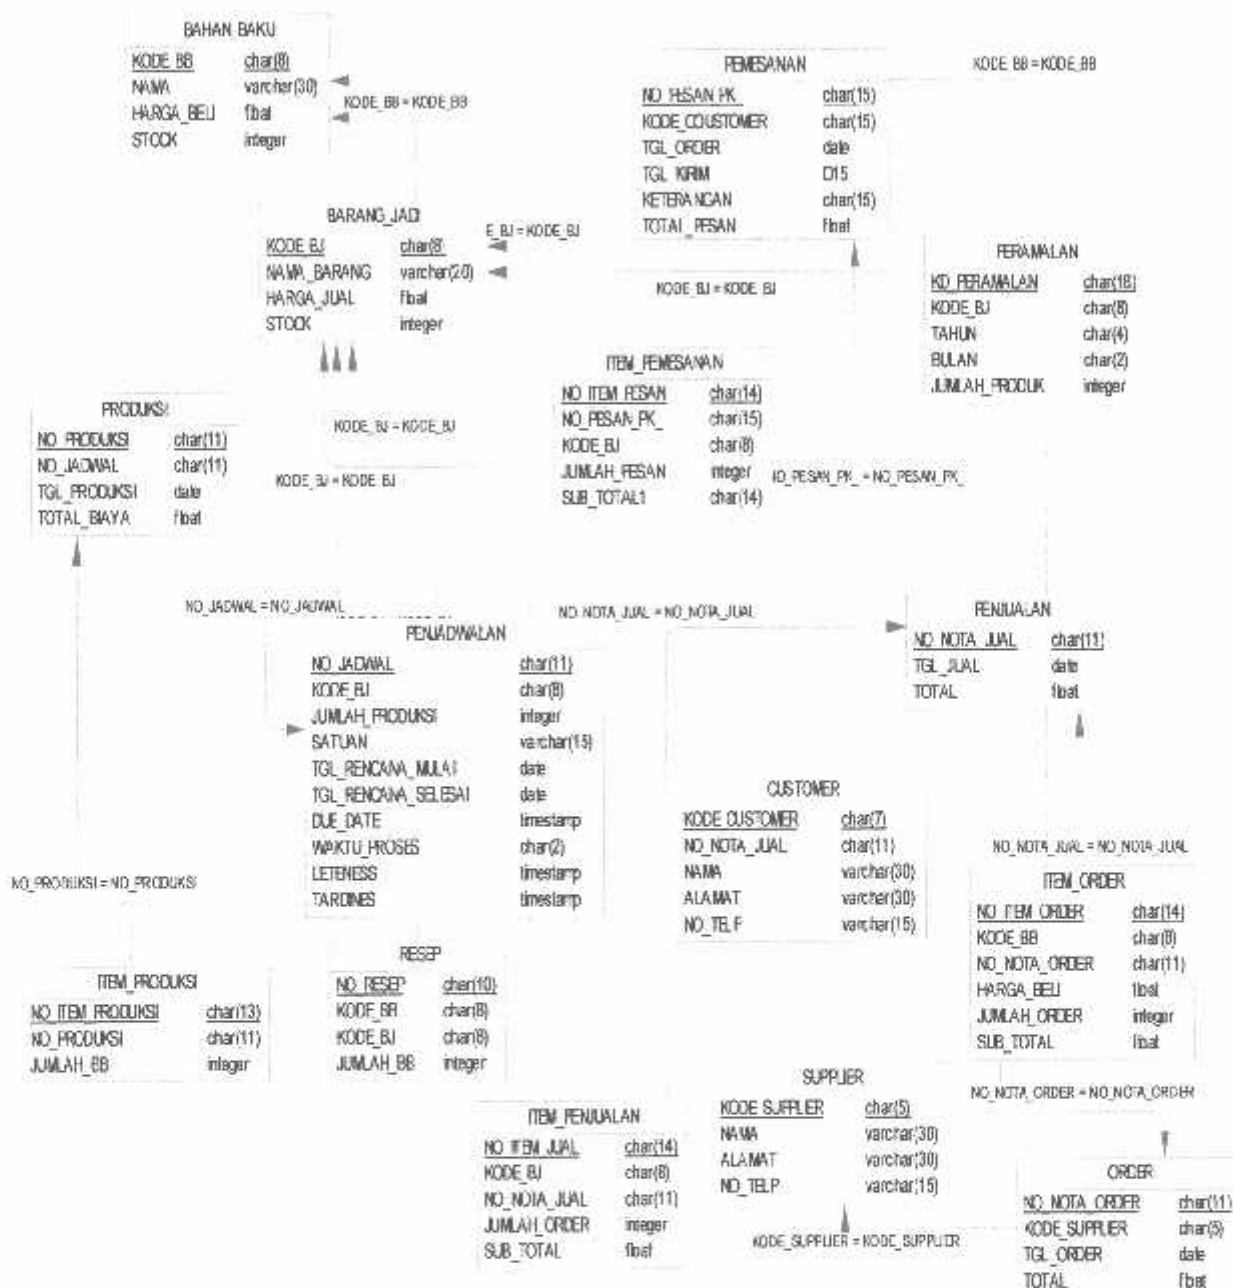 BAHAN_BAKU
KODE_BB char(8)
NAMA varchar(30)
HARGA_BELI float
STOCK integer
KODE_BB = KODE_BB
PEMESANAN
NO_PESAN_PK_ char(15)
KODE_COUSTOMER char(15)
TGL_ORDER date
TGL_KIRIM D15
KETERANGAN char(15)
TOTAL_PESAN float
KODE_BB = KODE_BB
BARANG_JADI
KODE_BJ char(8)
NAMA_BARANG varchar(20)
HARGA_JUAL float
STOCK integer
E_BJ = KODE_BJ
KODE_BJ = KODE_BJ
PERAMALAN
KD_PERAMALAN char(18)
KODE_BJ char(8)
TAHUN char(4)
BULAN char(2)
JUMLAH_PRODUK integer
ITEM_PEMESANAN
NO_ITEM_PESAN char(14)
NO_PESAN_PK_ char(15)
KODE_BJ char(8)
JUMLAH_PESAN integer
SUB_TOTAL1 char(14)
PRODUKSI
NO_PRODUKSI char(11)
NO_JADWAL char(11)
TGL_PRODUKSI date
TOTAL_BIAYA float
KODE_BJ = KODE_BJ
KODE_BJ = KODE_BJ
NO_PESAN_PK_ = NO_PESAN_PK_
NO_JADWAL = NO_JADWAL
NO_NOTA_JUAL = NO_NOTA_JUAL
PENJUALAN
NO_NOTA_JUAL char(11)
TGL_JUAL date
TOTAL float
PENJADWALAN
NO_JADWAL char(11)
KODE_BJ char(8)
JUMLAH_PRODUKSI integer
SATUAN varchar(15)
TGL_RENCANA_MULAI date
TGL_RENCANA_SELESAI date
DUE_DATE timestamp
WAKTU_PROSES char(2)
LETENESS timestamp
TARDINES timestamp
CUSTOMER
KODE_CUSTOMER char(7)
NO_NOTA_JUAL char(11)
NAMA varchar(30)
ALAMAT varchar(30)
NO_TELP varchar(15)
NO_NOTA_JUAL = NO_NOTA_JUAL
NO_PRODUKSI = NO_PRODUKSI
ITEM_ORDER
NO_ITEM_ORDER char(14)
KODE_BB char(8)
NO_NOTA_ORDER char(11)
HARGA_BELI float
JUMLAH_ORDER integer
SUB_TOTAL float
ITEM_PRODUKSI
NO_ITEM_PRODUKSI char(13)
NO_PRODUKSI char(11)
JUMLAH_BB integer
RESEP
NO_RESEP char(10)
KODE_BB char(8)
KODE_BJ char(8)
JUMLAH_BB integer
SUPPLIER
KODE_SUPPLIER char(5)
NAMA varchar(30)
ALAMAT varchar(30)
NO_TELP varchar(15)
NO_NOTA_ORDER = NO_NOTA_ORDER
ITEM_PENJUALAN
NO_ITEM_JUAL char(14)
KODE_BJ char(8)
NO_NOTA_JUAL char(11)
JUMLAH_ORDER integer
SUB_TOTAL float
KODE_SUPPLIER = KODE_SUPPLIER
ORDER
NO_NOTA_ORDER char(11)
KODE_SUPPLIER char(5)
TGL_ORDER date
TOTAL float